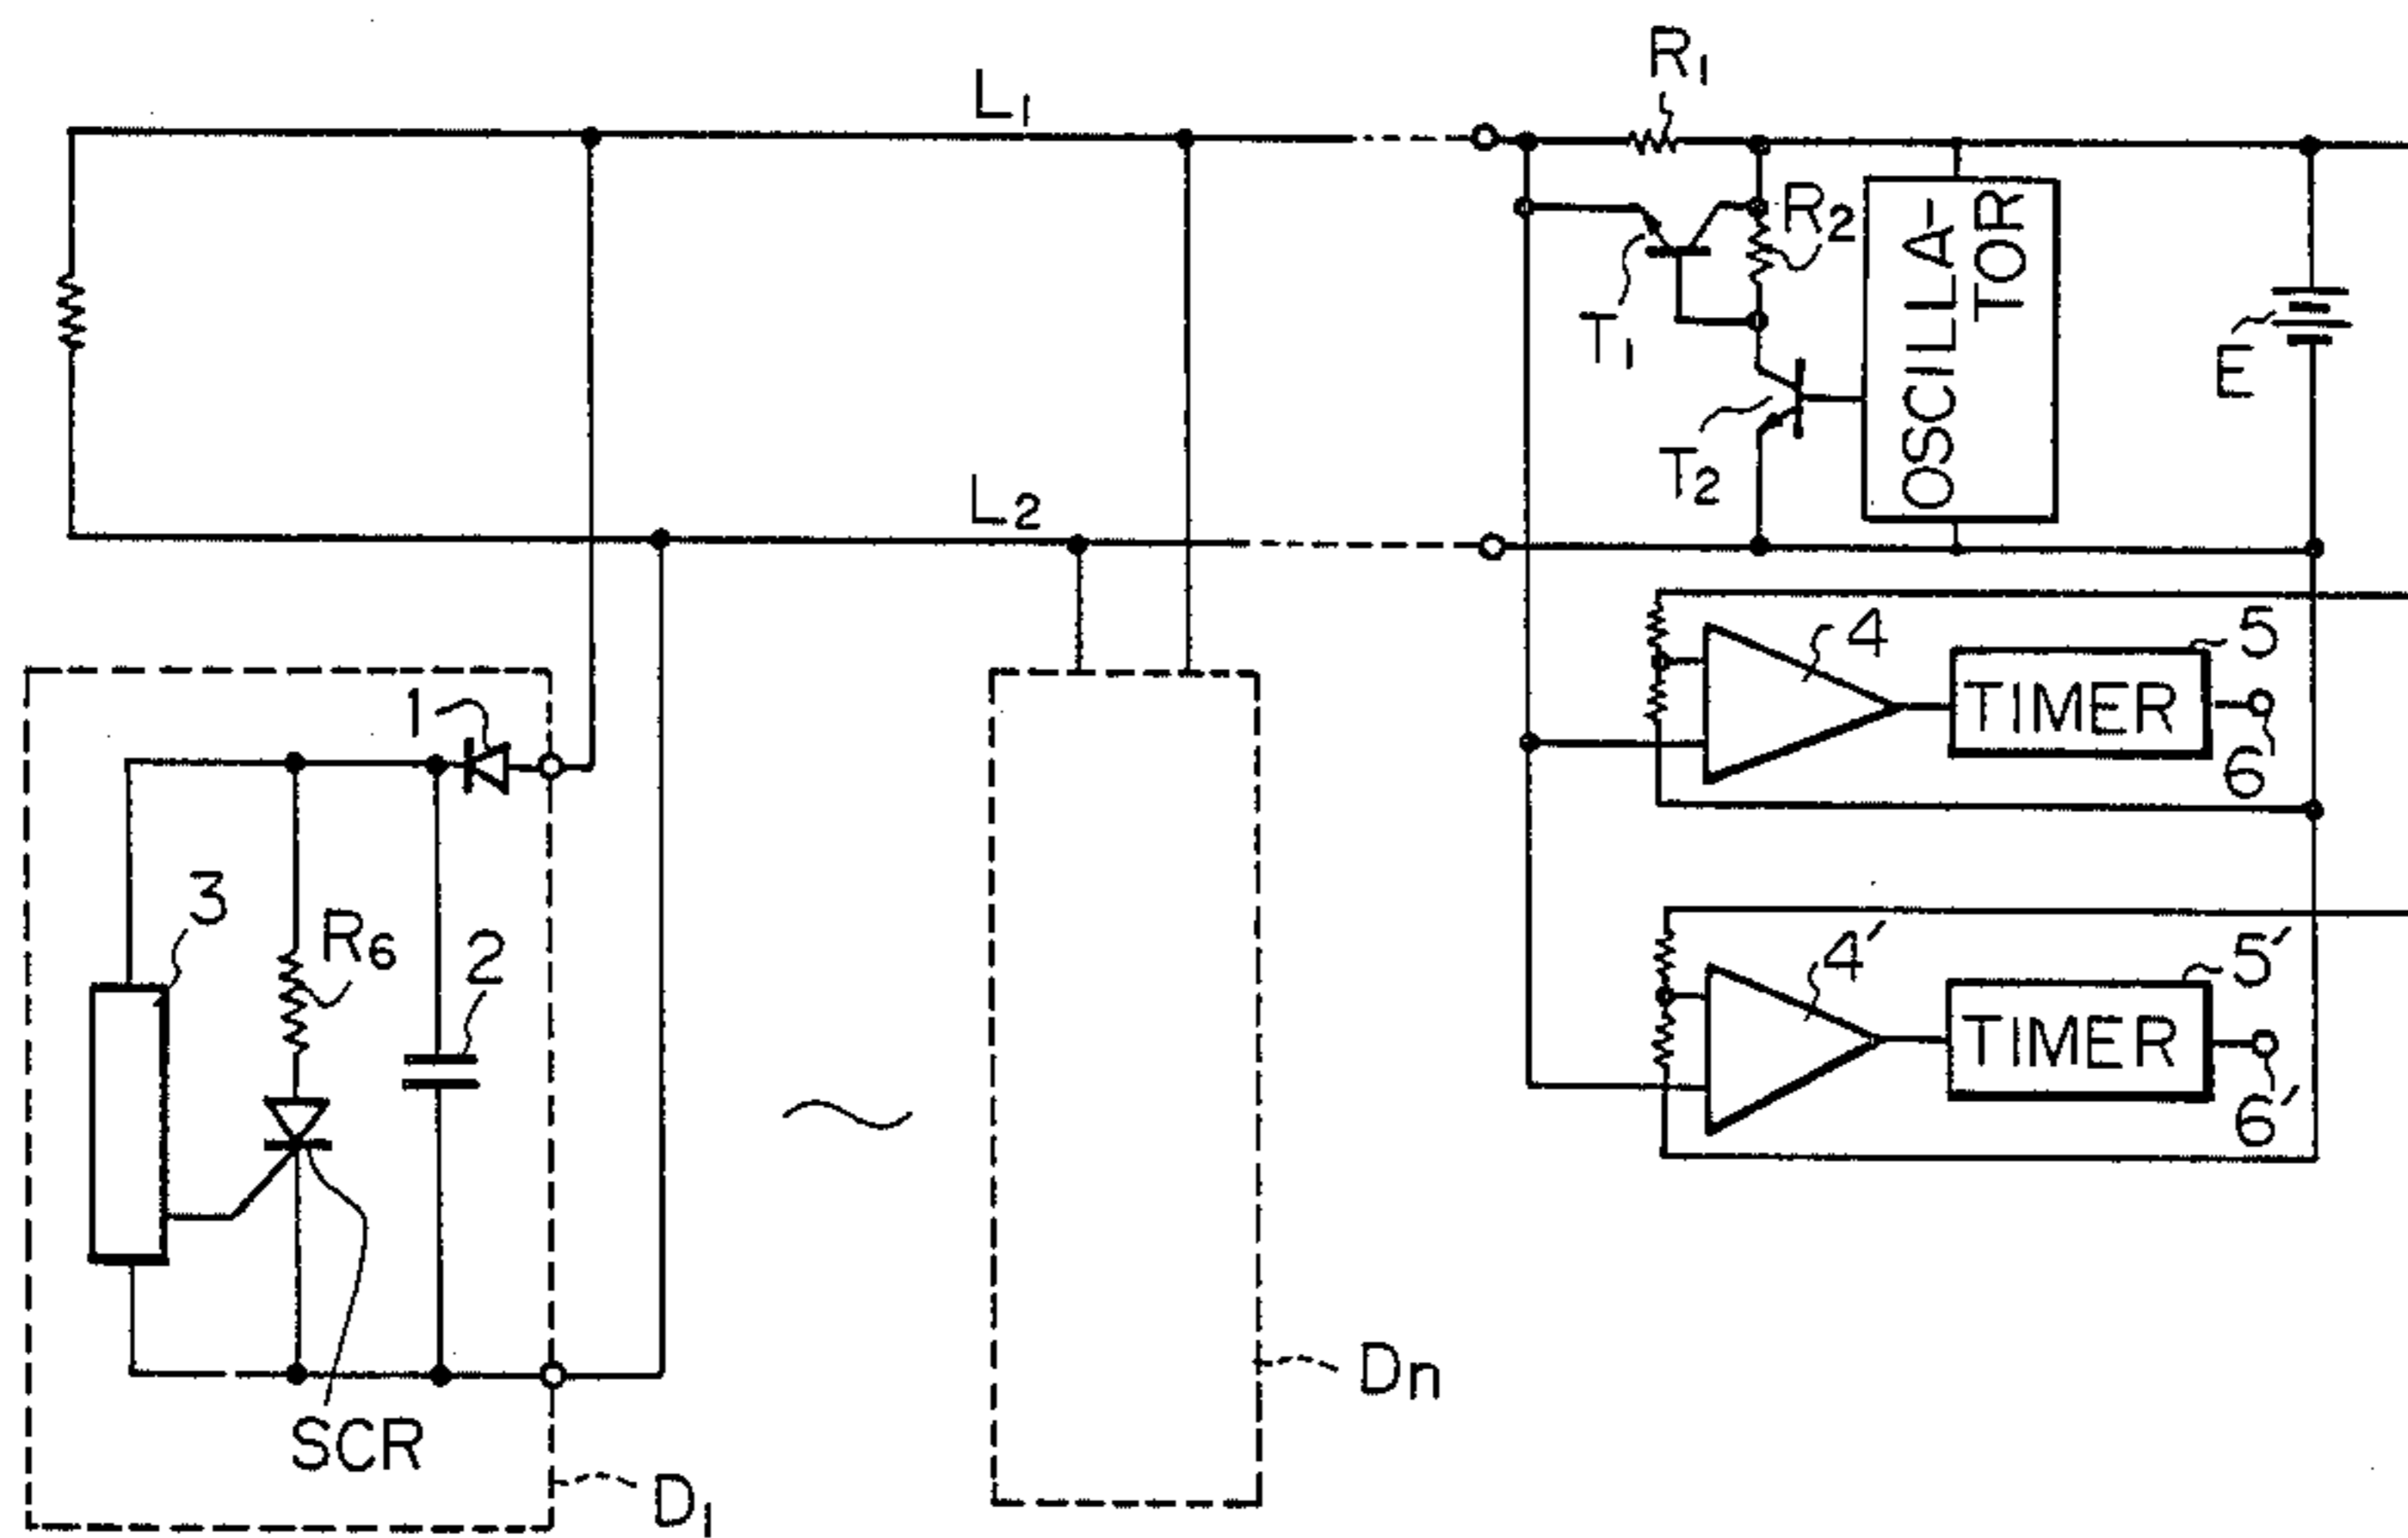 R1
L1
R2
OSCILLA-
TOR
T1
E
T2
L2
4
5
TIMER
6
1
3
R6
2
4'
5'
TIMER
6'
SCR
Dn
D1